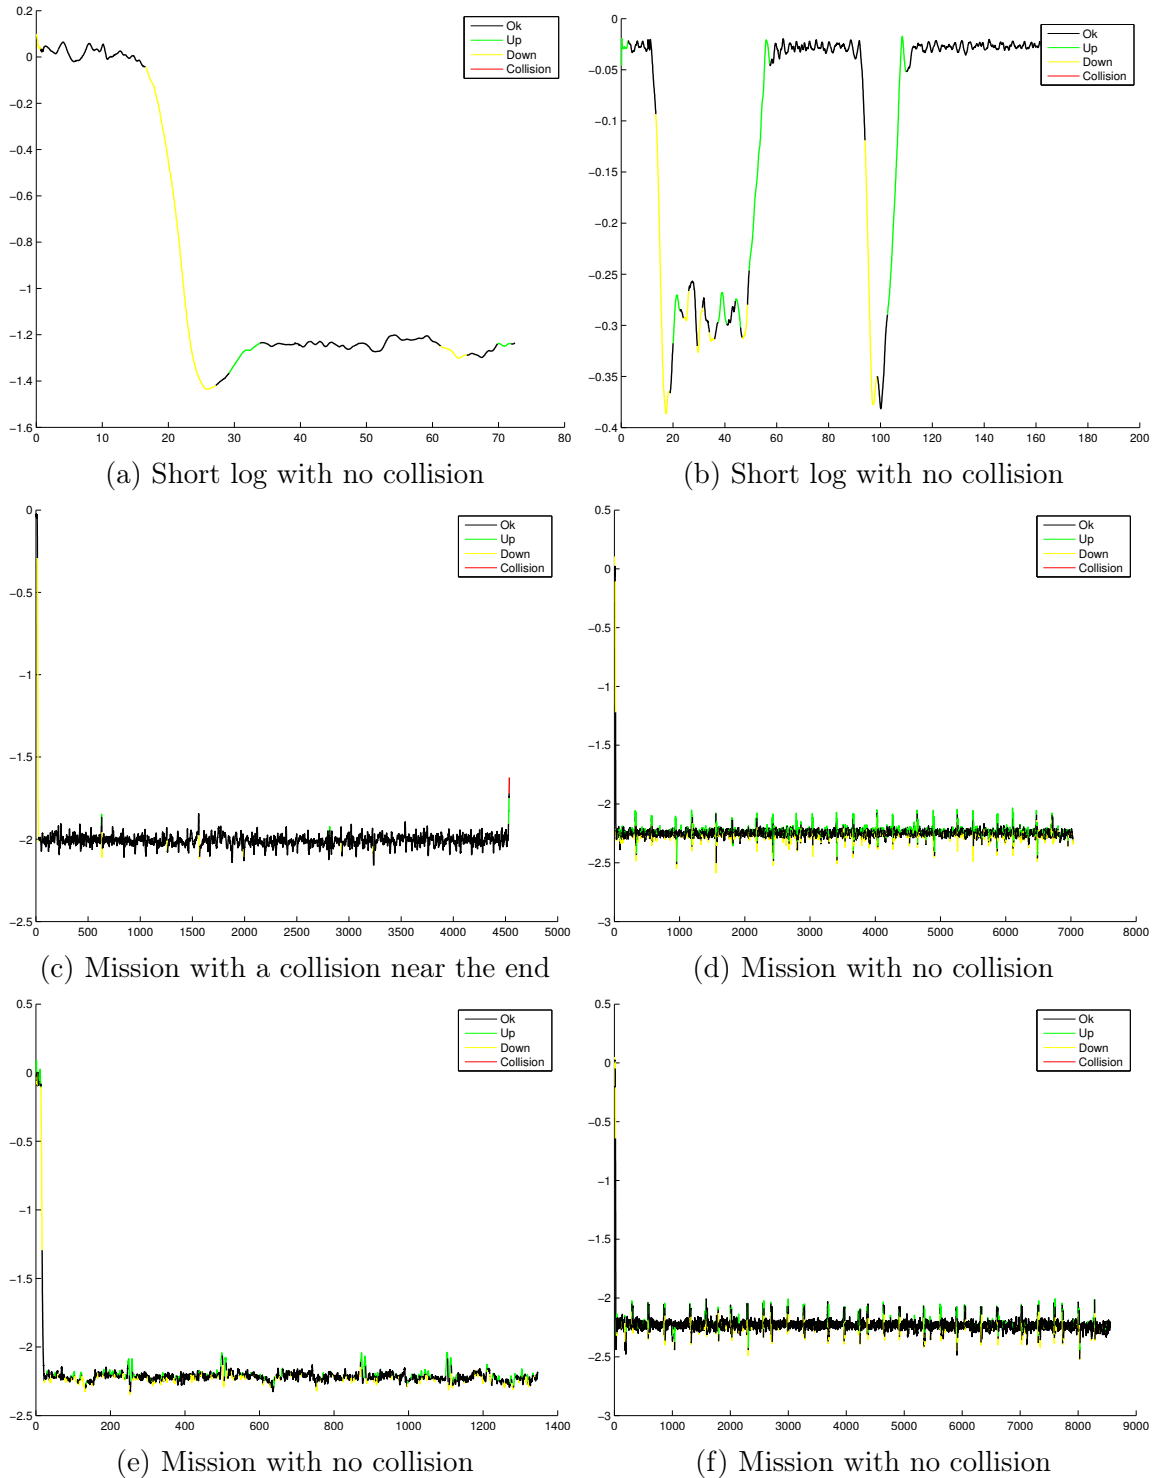 0.2
0
−0.2
−0.4
−0.6
−0.8
−1
−1.2
−1.4
−1.6
0 10 20 30 40 50 60 70 80
Ok
Up
Down
Collision
(a) Short log with no collision
0
−0.05
−0.1
−0.15
−0.2
−0.25
−0.3
−0.35
−0.4
0 20 40 60 80 100 120 140 160 180 200
Ok
Up
Down
Collision
(b) Short log with no collision
0
−0.5
−1
−1.5
−2
−2.5
0 500 1000 1500 2000 2500 3000 3500 4000 4500 5000
Ok
Up
Down
Collision
(c) Mission with a collision near the end
0.5
0
−0.5
−1
−1.5
−2
−2.5
−3
0 1000 2000 3000 4000 5000 6000 7000 8000
Ok
Up
Down
Collision
(d) Mission with no collision
0.5
0
−0.5
−1
−1.5
−2
−2.5
0 200 400 600 800 1000 1200 1400
Ok
Up
Down
Collision
(e) Mission with no collision
0.5
0
−0.5
−1
−1.5
−2
−2.5
−3
0 1000 2000 3000 4000 5000 6000 7000 8000 9000
Ok
Up
Down
Collision
(f) Mission with no collision